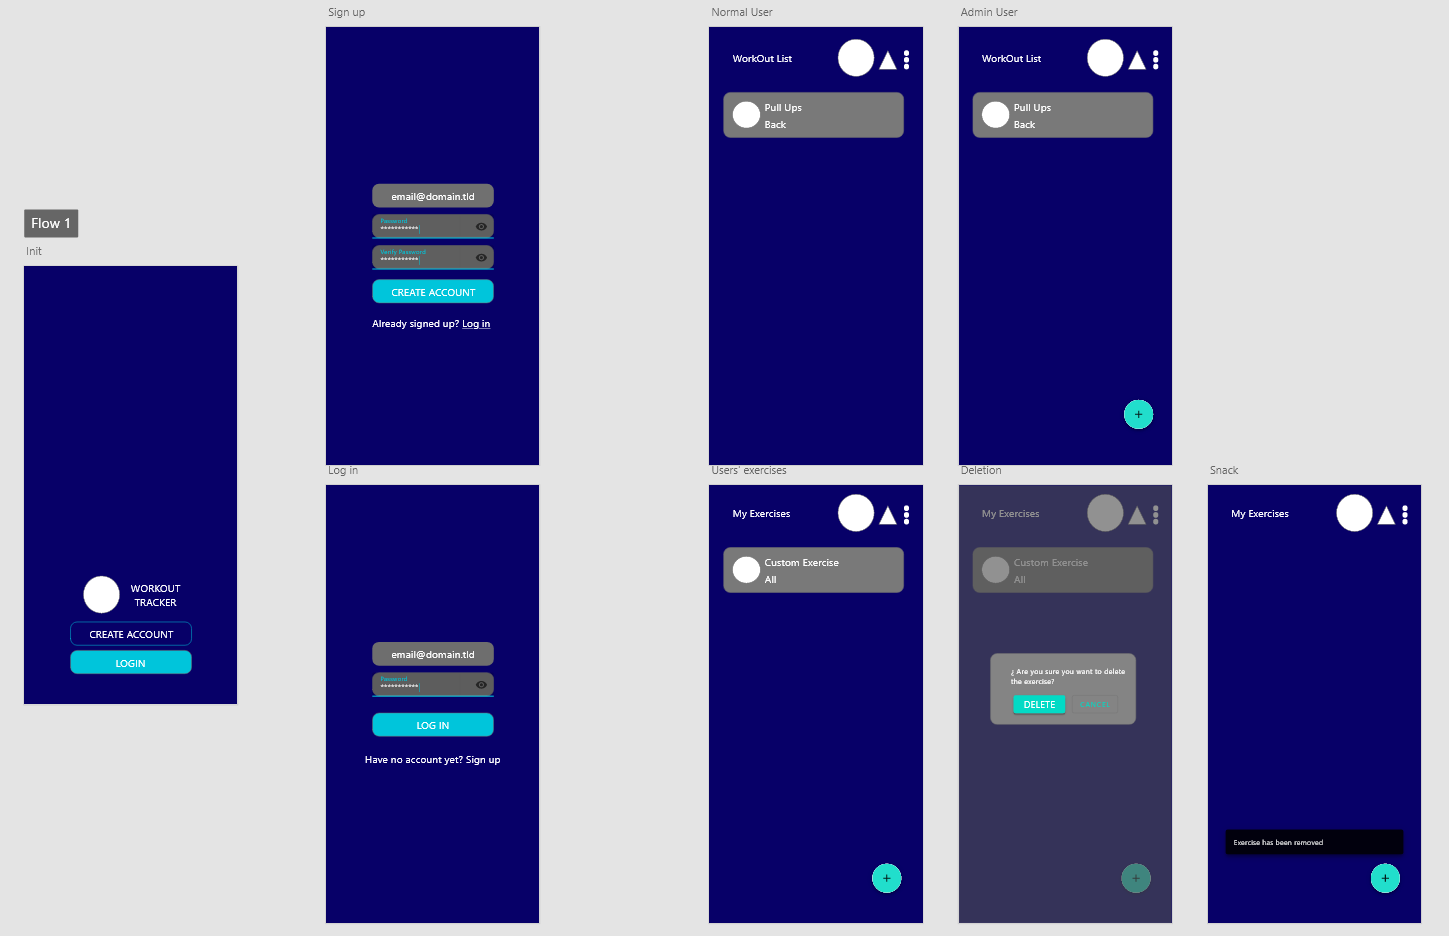 Flow 1
Init
WORKOUT
TRACKER
CREATE ACCOUNT
LOGIN
Sign up
email@domain.tld
Password
***********
Verify Password
***********
CREATE ACCOUNT
Already signed up? Log in
Log in
email@domain.tld
Password
***********
LOG IN
Have no account yet? Sign up
Normal User
WorkOut List
Pull Ups
Back
Admin User
WorkOut List
Pull Ups
Back
+
Users' exercises
My Exercises
Custom Exercise
All
+
Deletion
My Exercises
Custom Exercise
All
¿ Are you sure you want to delete
the exercise?
DELETE CANCEL
+
Snack
My Exercises
Exercise has been removed
+